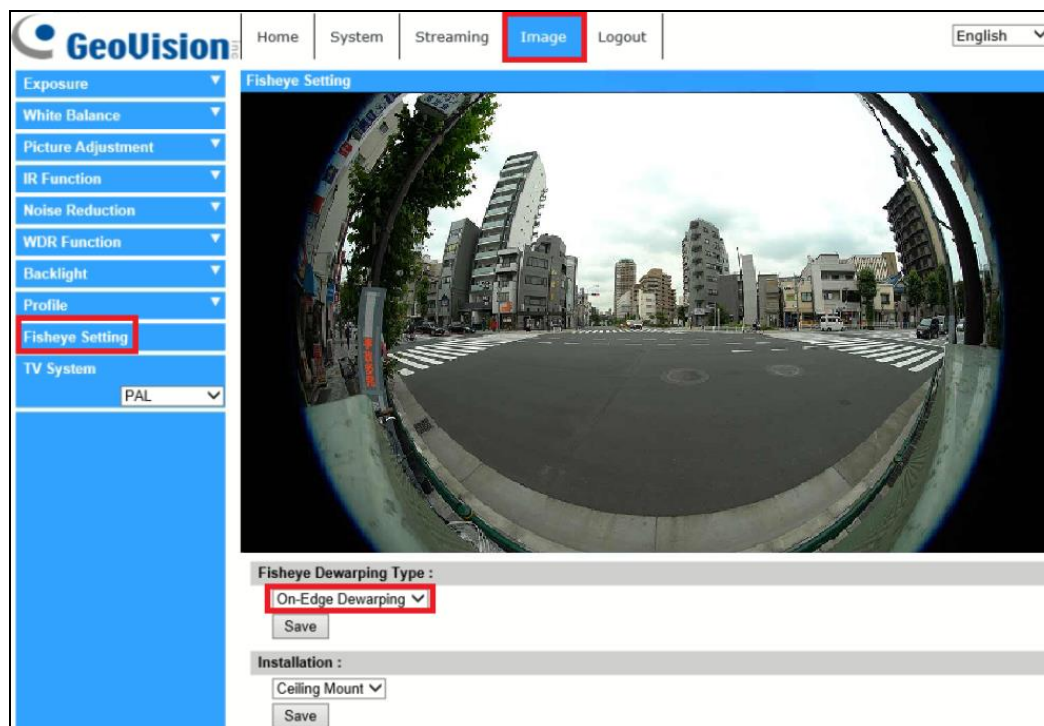 GeoVision inc
Home System Streaming Image Logout
English
Exposure
White Balance
Picture Adjustment
IR Function
Noise Reduction
WDR Function
Backlight
Profile
Fisheye Setting
TV System
PAL
Fisheye Setting
Fisheye Dewarping Type :
On-Edge Dewarping
Save
Installation :
Ceiling Mount
Save